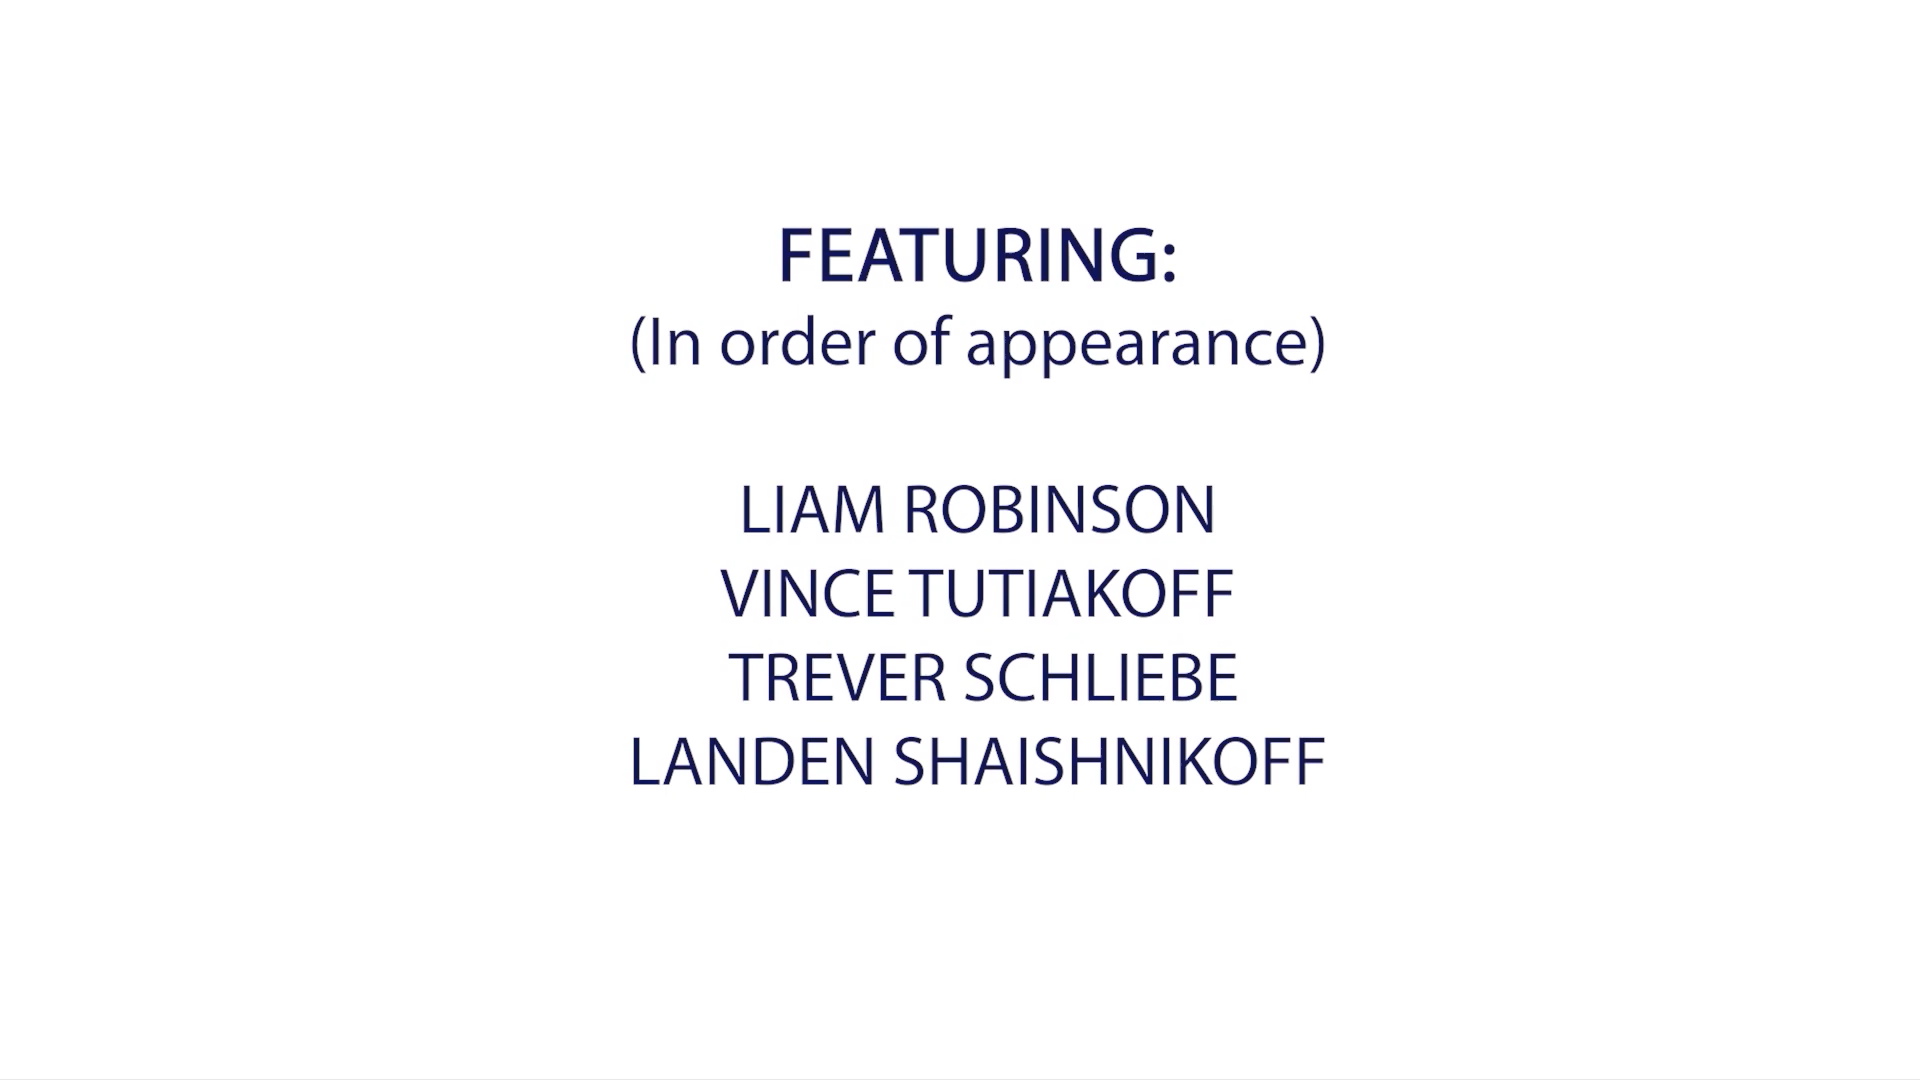 FEATURING:
(In order of appearance)
LIAM ROBINSON
VINCE TUTIAKOFF
TREVER SCHLIEBE
LANDEN SHAISHNIKOFF